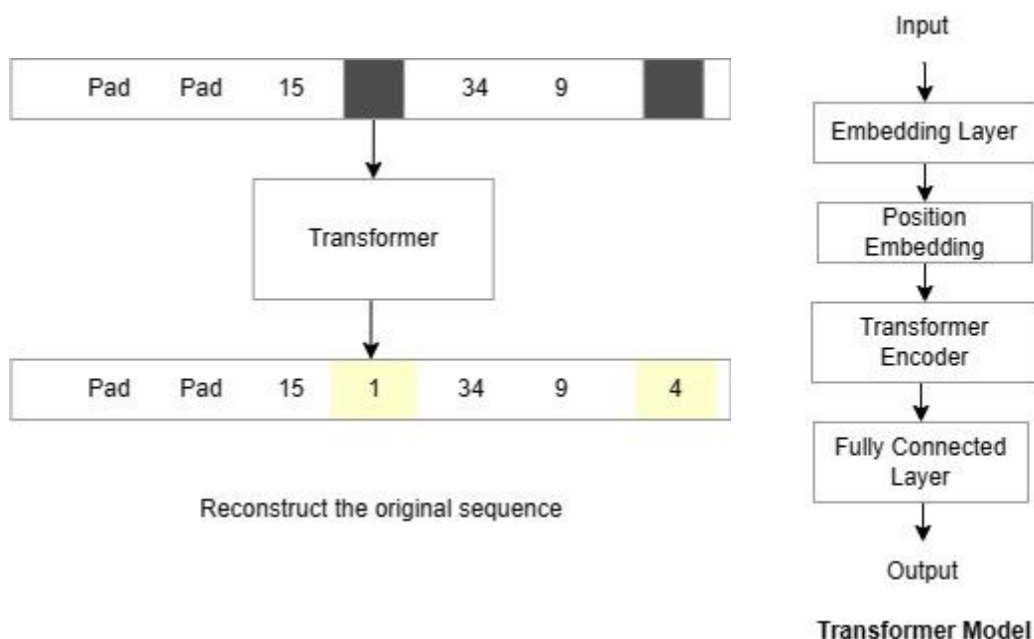 Pad Pad 15 34 9
Transformer
Pad Pad 15 1 34 9 4
Reconstruct the original sequence
Input
Embedding Layer
Position
Embedding
Transformer
Encoder
Fully Connected
Layer
Output
Transformer Model